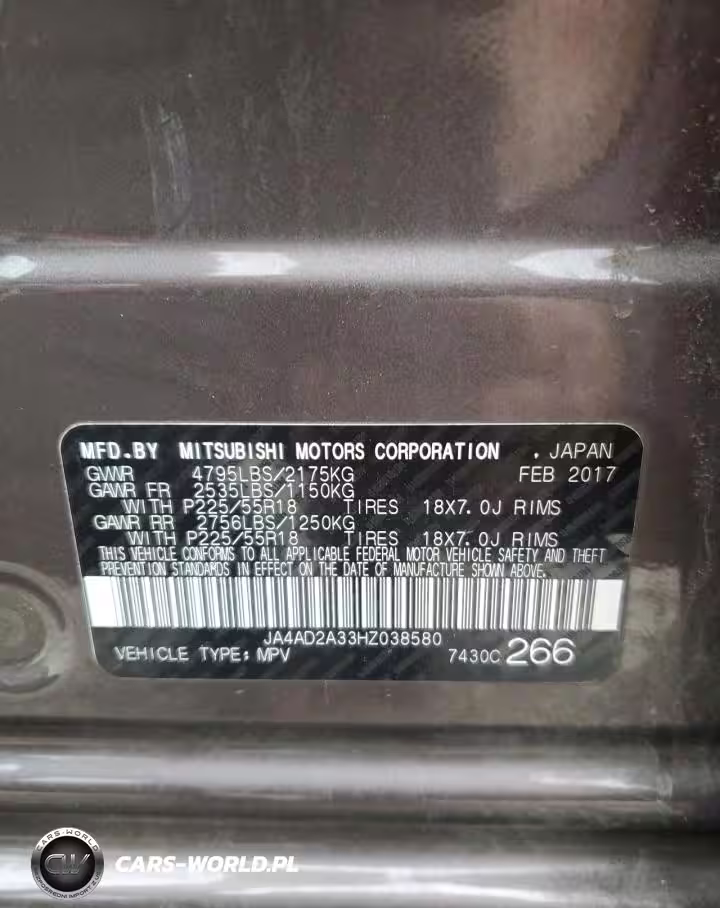 MFD.BY MITSUBISHI MOTORS CORPORATION . JAPAN
GVWR 4795LBS/2175KG FEB 2017
GAWR FR 2535LBS/1150KG
WITH P225/55R18 TIRES 18X7.0J RIMS
GAWR RR 2756LBS/1250KG
WITH P225/55R18 TIRES 18X7.0J RIMS
THIS VEHICLE CONFORMS TO ALL APPLICABLE FEDERAL MOTOR VEHICLE SAFETY AND THEFT
PREVENTION STANDARDS IN EFFECT ON THE DATE OF MANUFACTURE SHOWN ABOVE.
JA4AD2A33HZ038580
VEHICLE TYPE: MPV 7430C 266
CARS-WORLD
CW
CARS-WORLD.PL